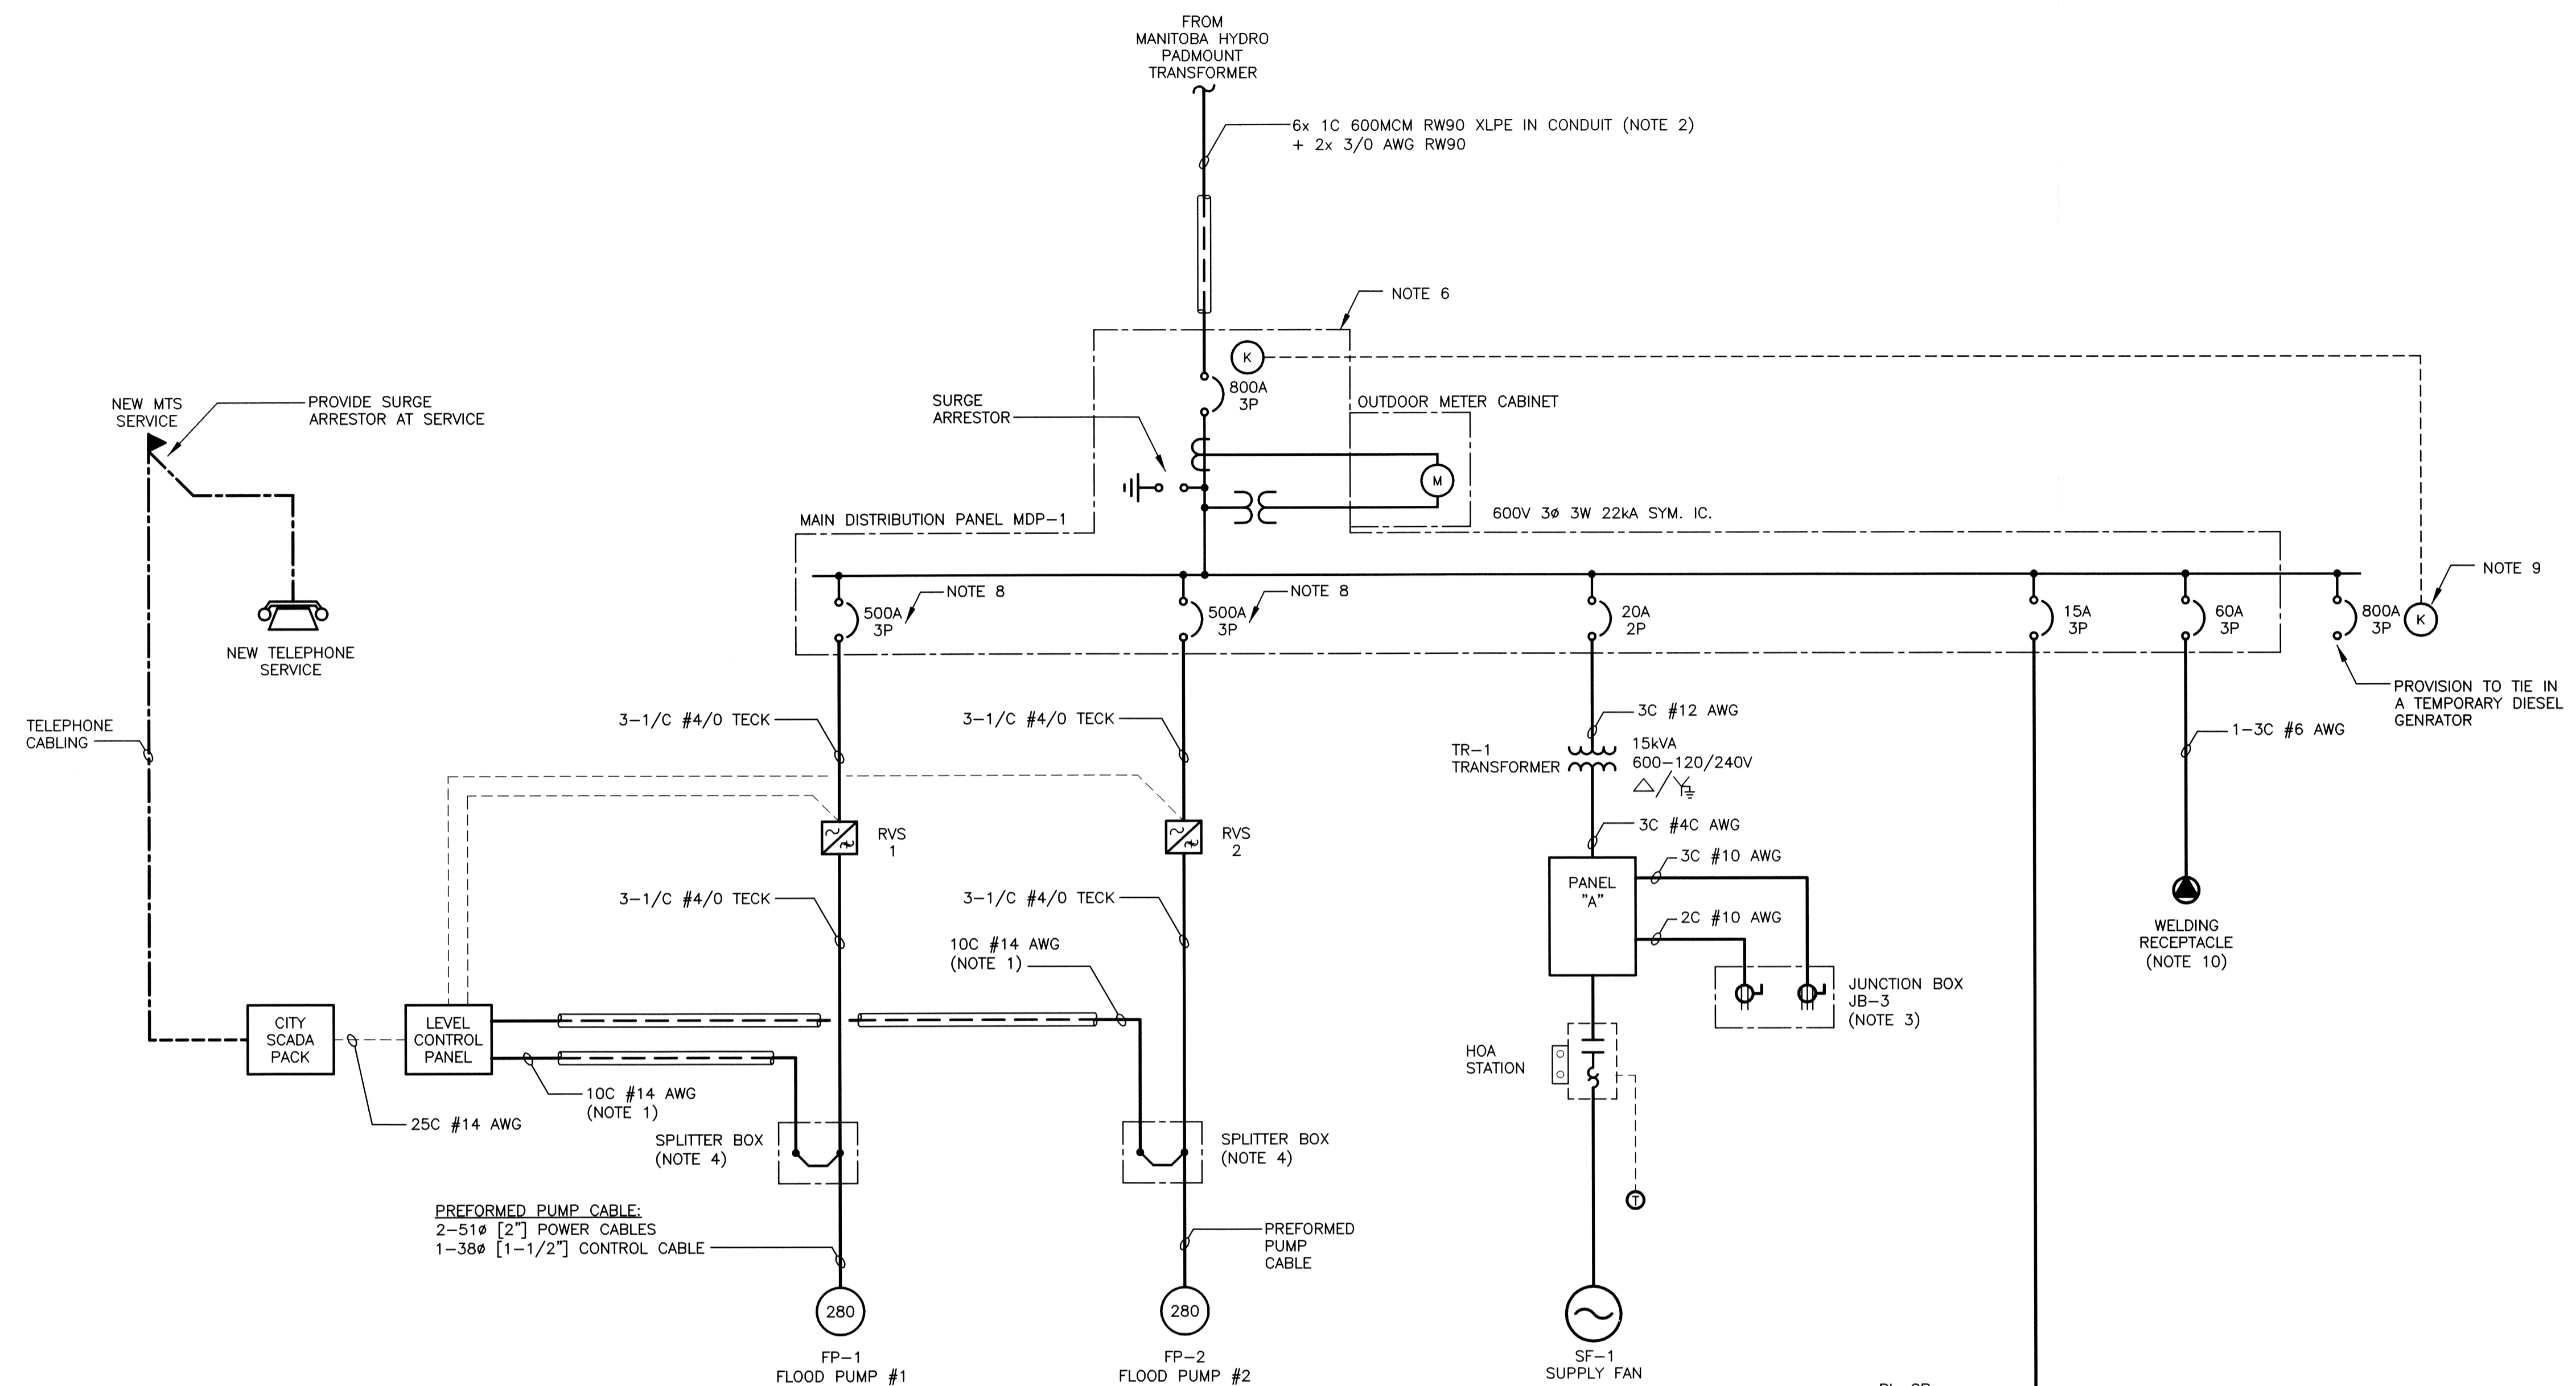 FROM
MANITOBA HYDRO
PADMOUNT
TRANSFORMER
6x 1C 600MCM RW90 XLPE IN CONDUIT (NOTE 2)
+ 2x 3/0 AWG RW90
NOTE 6
K
800A
3P
SURGE
ARRESTOR
OUTDOOR METER CABINET
M
NEW MTS
SERVICE
PROVIDE SURGE
ARRESTOR AT SERVICE
MAIN DISTRIBUTION PANEL MDP-1
600V 3ø 3W 22kA SYM. IC.
NOTE 9
500A
3P
NOTE 8
500A
3P
NOTE 8
20A
2P
15A
3P
60A
3P
800A
3P
K
NEW TELEPHONE
SERVICE
PROVISION TO TIE IN
A TEMPORARY DIESEL
GENRATOR
TELEPHONE
CABLING
3-1/C #4/0 TECK
3-1/C #4/0 TECK
3C #12 AWG
1-3C #6 AWG
TR-1
TRANSFORMER
15kVA
600-120/240V
RVS
1
RVS
2
3C #4C AWG
3C #10 AWG
PANEL
"A"
2C #10 AWG
3-1/C #4/0 TECK
3-1/C #4/0 TECK
10C #14 AWG
(NOTE 1)
WELDING
RECEPTACLE
(NOTE 10)
JUNCTION BOX
JB-3
(NOTE 3)
CITY
SCADA
PACK
LEVEL
CONTROL
PANEL
HOA
STATION
10C #14 AWG
(NOTE 1)
25C #14 AWG
SPLITTER BOX
(NOTE 4)
SPLITTER BOX
(NOTE 4)
T
PREFORMED PUMP CABLE:
2-51ø [2"] POWER CABLES
1-38ø [1-1/2"] CONTROL CABLE
PREFORMED
PUMP
CABLE
280
280
FP-1
FLOOD PUMP #1
FP-2
FLOOD PUMP #2
SF-1
SUPPLY FAN